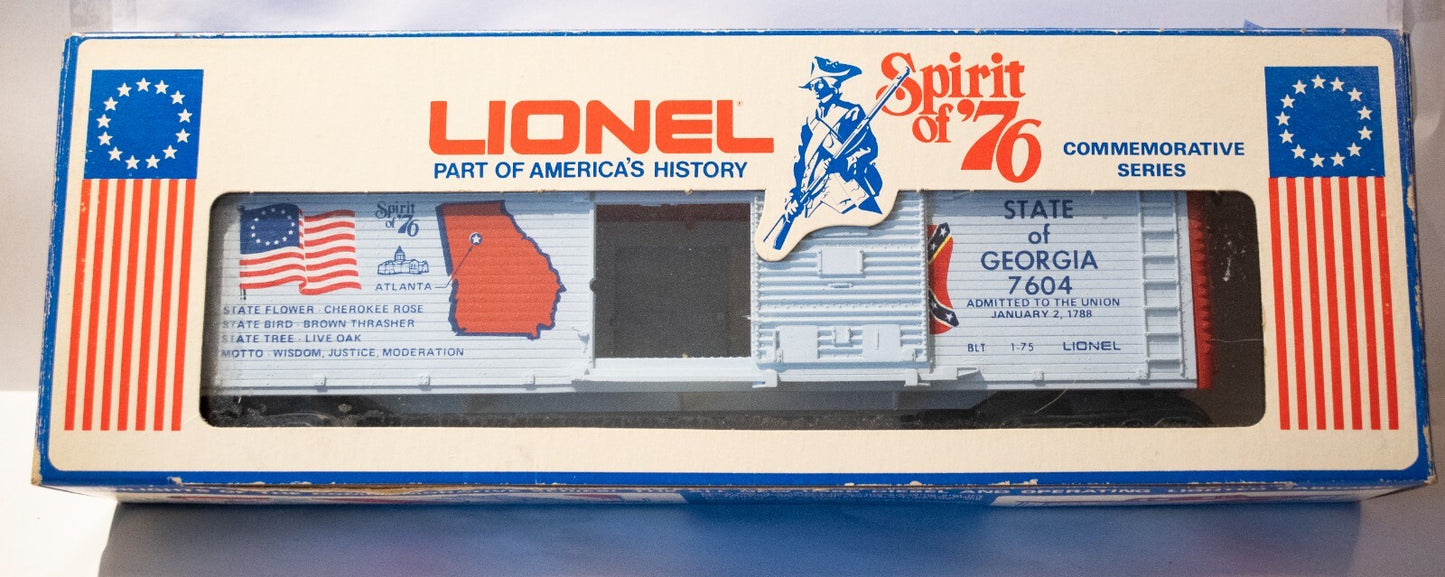 LIONEL
PART OF AMERICA'S HISTORY
Spirit
of '76
COMMEMORATIVE
SERIES
Spirit
of '76
ATLANTA
STATE FLOWER · CHEROKEE ROSE
STATE BIRD · BROWN THRASHER
STATE TREE · LIVE OAK
MOTTO · WISDOM, JUSTICE, MODERATION
STATE
of
GEORGIA
7604
ADMITTED TO THE UNION
JANUARY 2, 1788
BLT 1-75 LIONEL